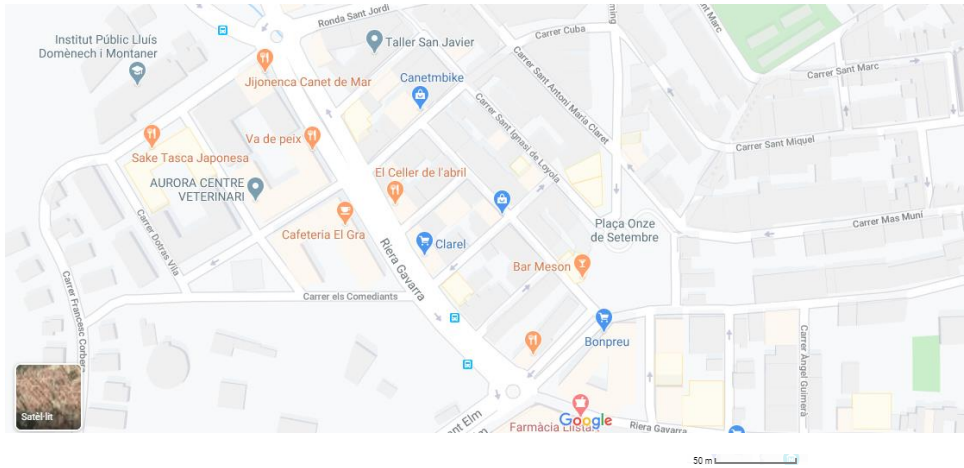 Ronda Sant Jordi
Carrer Cuba
Sant Marc
Institut Públic Lluís
Domènech i Montaner
Taller San Javier
Carrer Sant Marc
Jijonenca Canet de Mar
Canetmbike
Carrer Sant Antoni Maria Claret
Carrer Sant Ignasi de Loyola
Va de peix
Carrer Sant Miquel
Sake Tasca Japonesa
El Celler de l'abril
AURORA CENTRE
VETERINARI
Carrer Dotras Vila
Cafeteria El Gra
Clarel
Plaça Onze
de Setembre
Carrer Mas Muní
Riera Gavarra
Bar Meson
Carrer Francesc Corbera
Carrer els Comediants
Bonpreu
Carrer Àngel Guimerà
Satèl·lit
Farmàcia
Google
Riera Gavarra
50 m